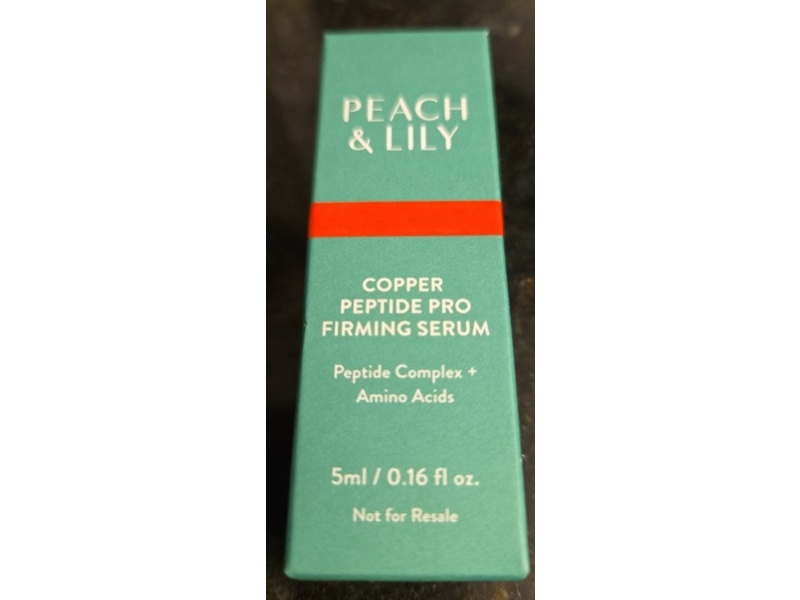 PEACH
& LILY
COPPER
PEPTIDE PRO
FIRMING SERUM
Peptide Complex +
Amino Acids
5ml / 0.16 fl oz.
Not for Resale